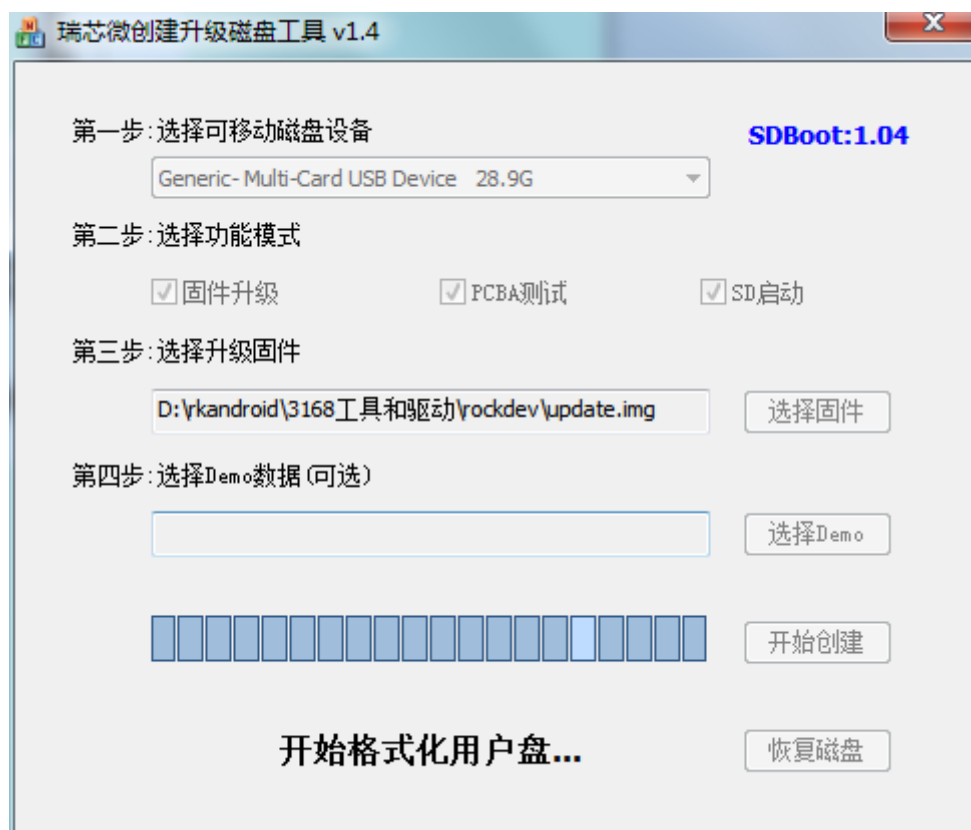 瑞芯微创建升级磁盘工具 v1.4
第一步:选择可移动磁盘设备
SDBoot:1.04
Generic- Multi-Card USB Device 28.9G
第二步:选择功能模式
固件升级 PCBA测试 SD启动
第三步:选择升级固件
D:\rkandroid\3168工具和驱动\rockdev\update.img 选择固件
第四步:选择Demo数据(可选)
选择Demo
开始创建
开始格式化用户盘... 恢复磁盘